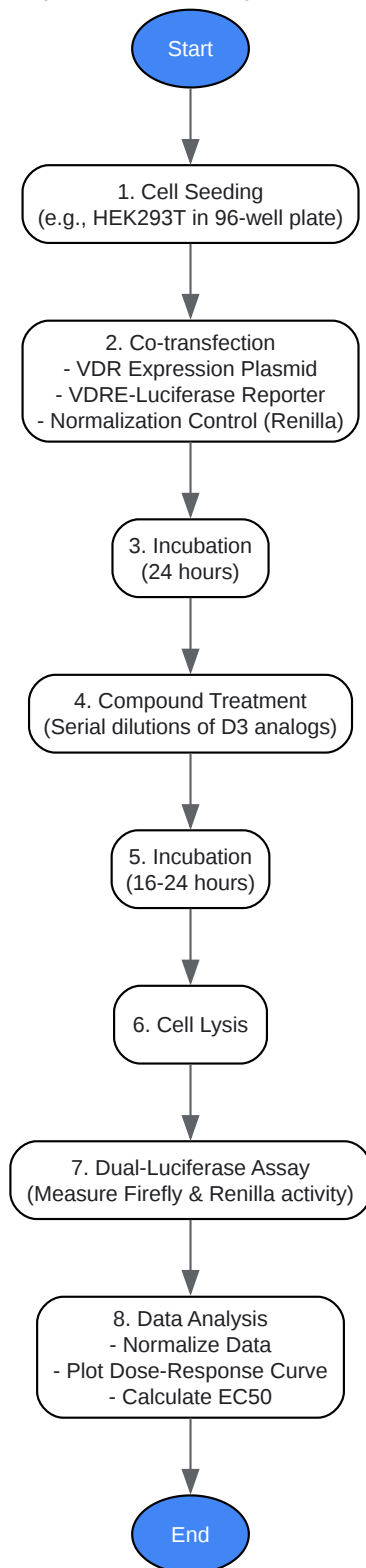 Start
1. Cell Seeding
(e.g., HEK293T in 96-well plate)
2. Co-transfection
- VDR Expression Plasmid
- VDRE-Luciferase Reporter
- Normalization Control (Renilla)
3. Incubation
(24 hours)
4. Compound Treatment
(Serial dilutions of D3 analogs)
5. Incubation
(16-24 hours)
6. Cell Lysis
7. Dual-Luciferase Assay
(Measure Firefly & Renilla activity)
8. Data Analysis
- Normalize Data
- Plot Dose-Response Curve
- Calculate EC50
End